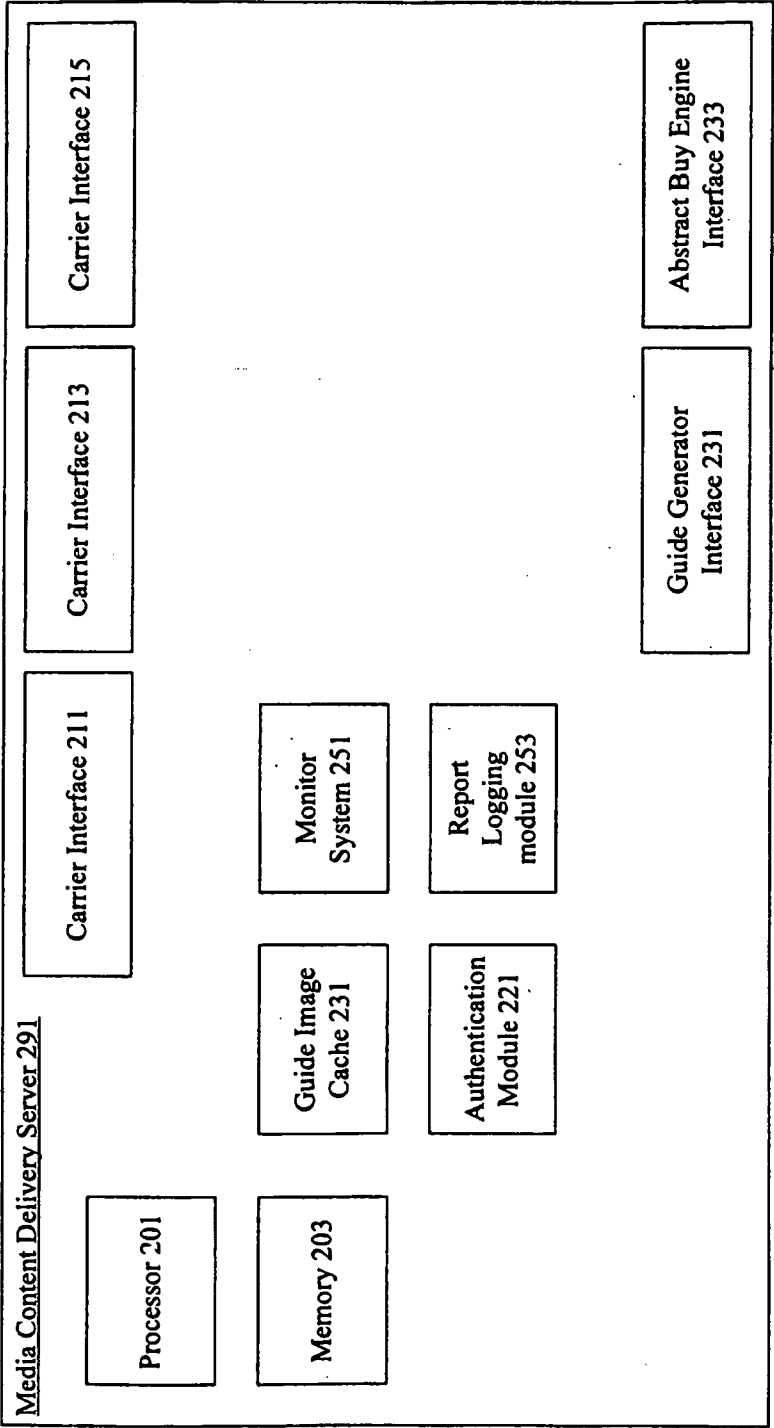 Media Content Delivery Server 291
Carrier Interface 211
Carrier Interface 213
Carrier Interface 215
Processor 201
Guide Image
Cache 231
Monitor
System 251
Memory 203
Authentication
Module 221
Report
Logging
module 253
Guide Generator
Interface 231
Abstract Buy Engine
Interface 233